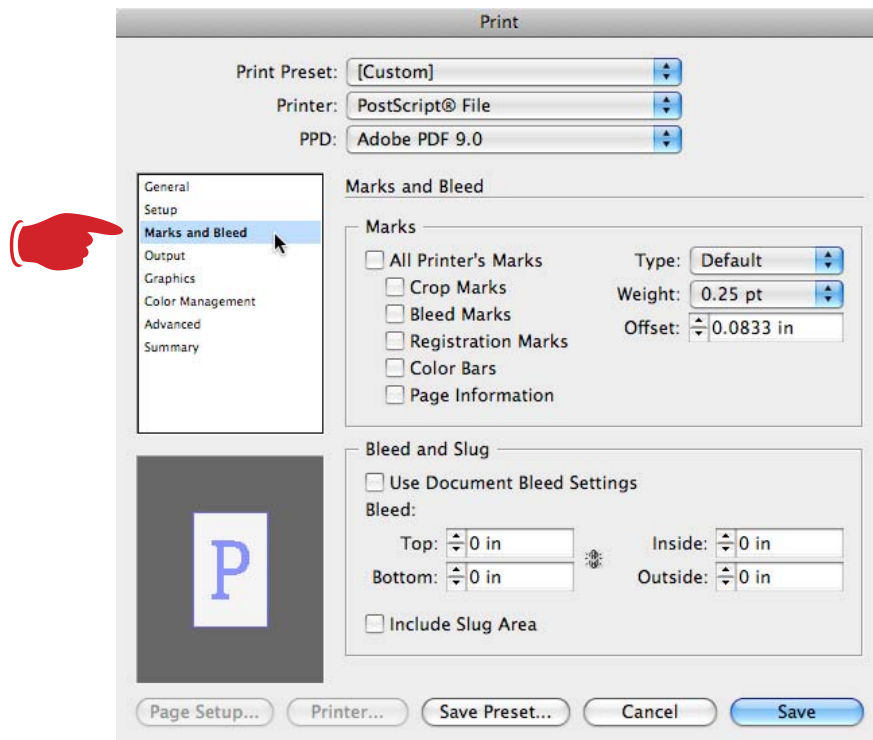 Print
Print Preset: [Custom]
Printer: PostScript® File
PPD: Adobe PDF 9.0
General
Setup
Marks and Bleed
Output
Graphics
Color Management
Advanced
Summary
Marks and Bleed
Marks
All Printer's Marks
Crop Marks
Bleed Marks
Registration Marks
Color Bars
Page Information
Type: Default
Weight: 0.25 pt
Offset: 0.0833 in
Bleed and Slug
Use Document Bleed Settings
Bleed:
Top: 0 in
Bottom: 0 in
Inside: 0 in
Outside: 0 in
Include Slug Area
P
Page Setup...
Printer...
Save Preset...
Cancel
Save